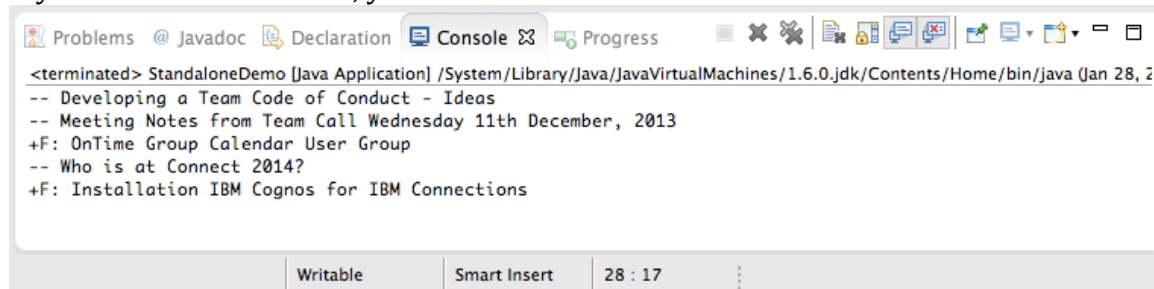 Problems @ Javadoc Declaration Console Progress
<terminated> StandaloneDemo [Java Application] /System/Library/Java/JavaVirtualMachines/1.6.0.jdk/Contents/Home/bin/java (Jan 28, 2
-- Developing a Team Code of Conduct - Ideas
-- Meeting Notes from Team Call Wednesday 11th December, 2013
+F: OnTime Group Calendar User Group
-- Who is at Connect 2014?
+F: Installation IBM Cognos for IBM Connections
Writable Smart Insert 28 : 17